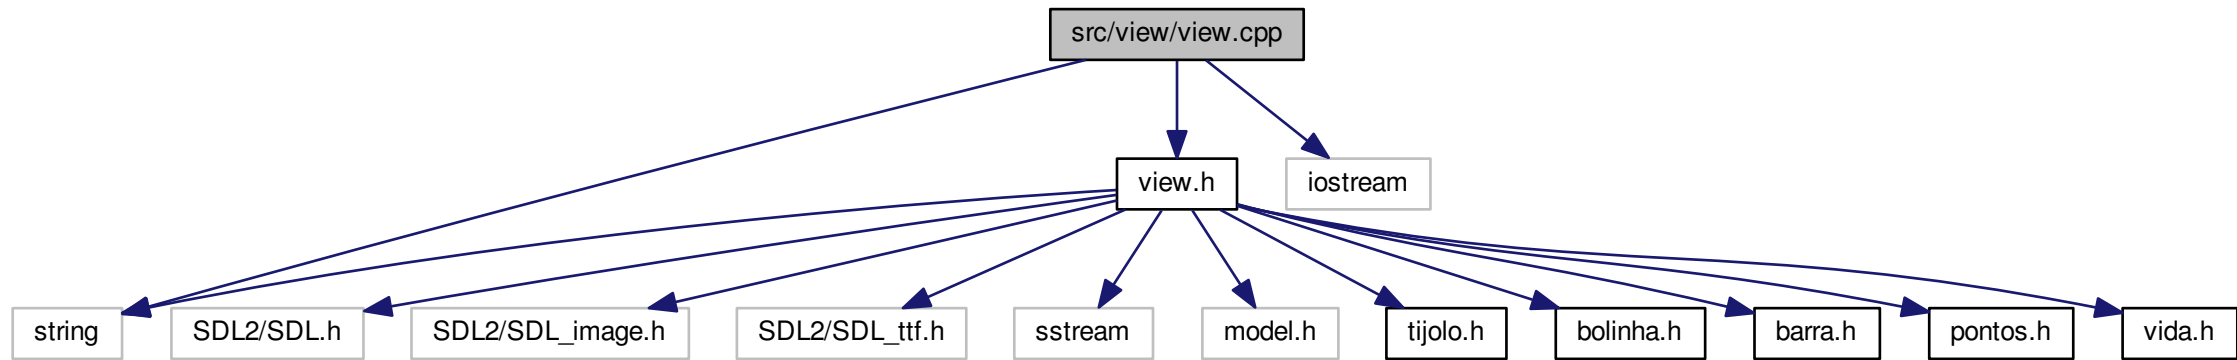 src/view/view.cpp
view.h
iostream
string
SDL2/SDL.h
SDL2/SDL_image.h
SDL2/SDL_ttf.h
sstream
model.h
tijolo.h
bolinha.h
barra.h
pontos.h
vida.h